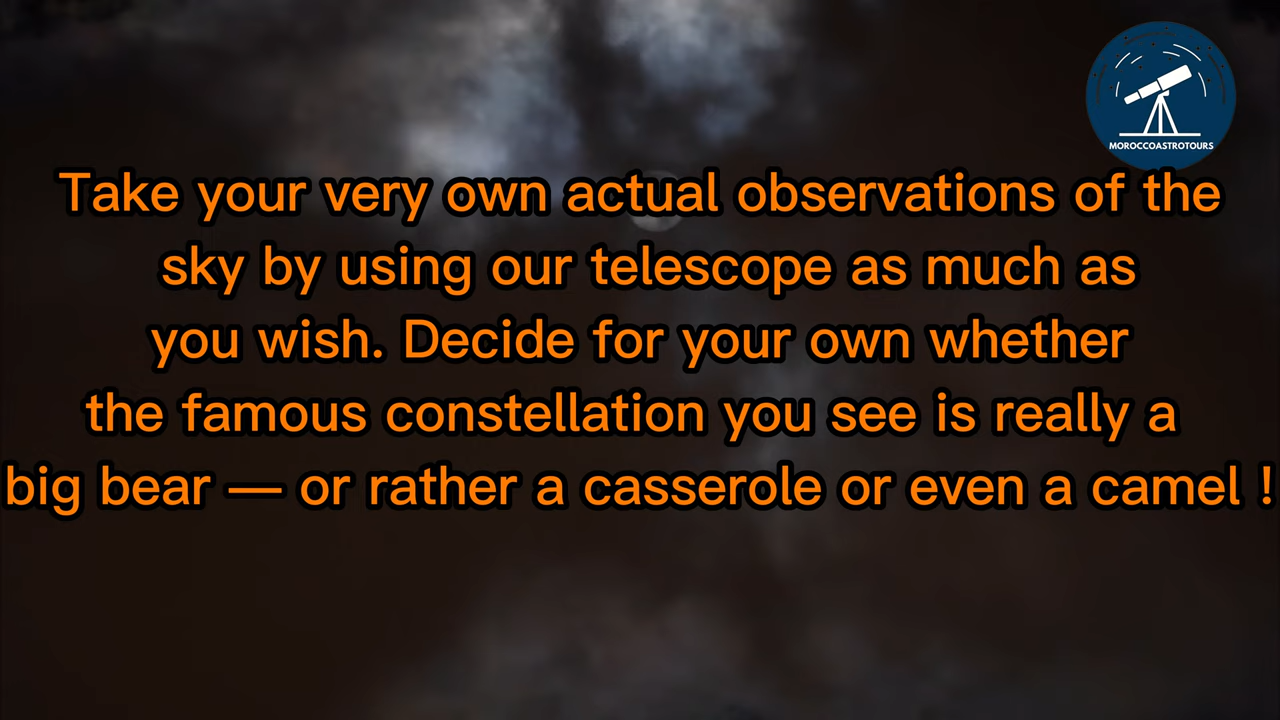 MOROCCOASTROTOURS
Take your very own actual observations of the
sky by using our telescope as much as
you wish. Decide for your own whether
the famous constellation you see is really a
big bear — or rather a casserole or even a camel !